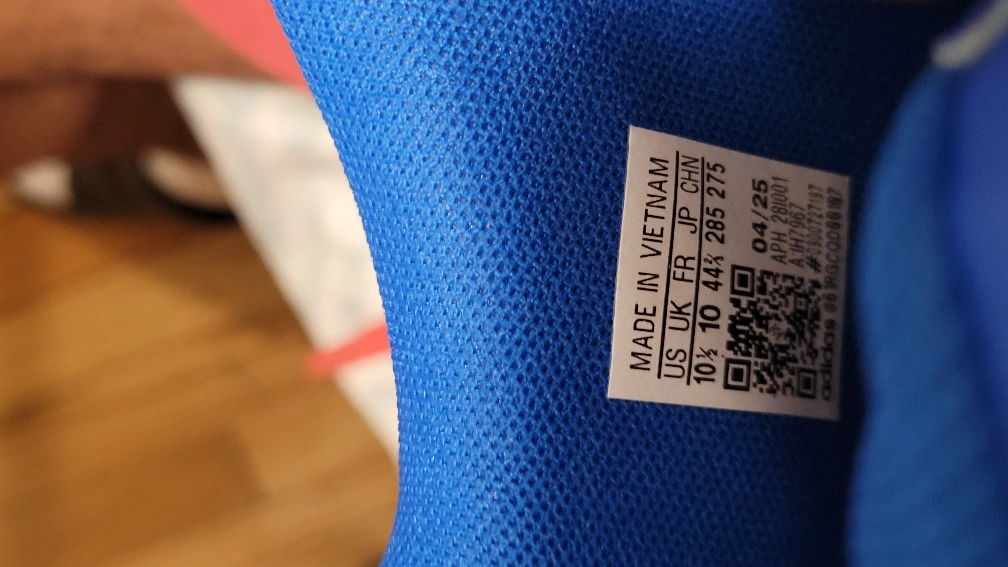 MADE IN VIETNAM
US UK FR JP CHN
10½ 10 44⅔ 285 275
04/25
APH 281001
adidas